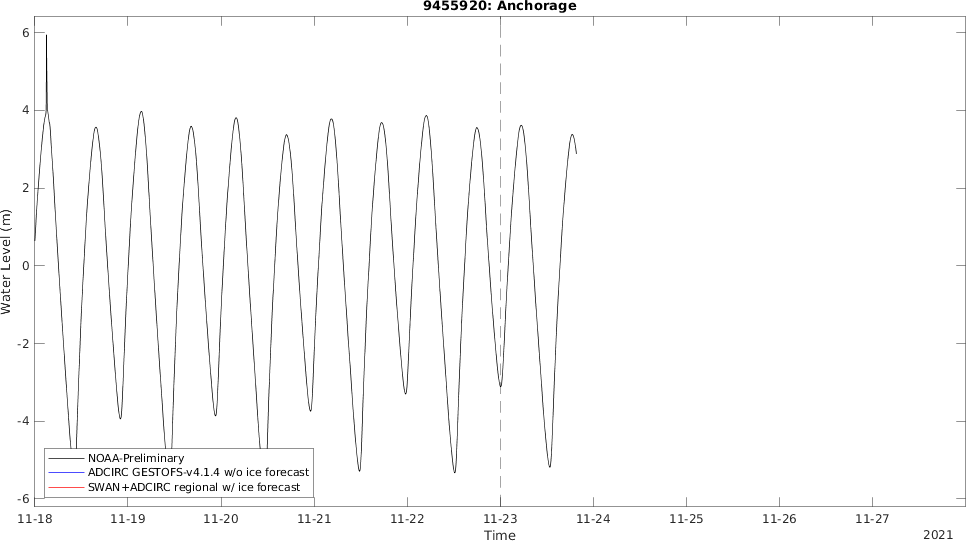 9455920: Anchorage
6
4
2
0
-2
-4
-6
Water Level (m)
NOAA-Preliminary
ADCIRC GESTOFS-v4.1.4 w/o ice forecast
SWAN+ADCIRC regional w/ ice forecast
11-18 11-19 11-20 11-21 11-22 11-23 11-24 11-25 11-26 11-27
Time
2021